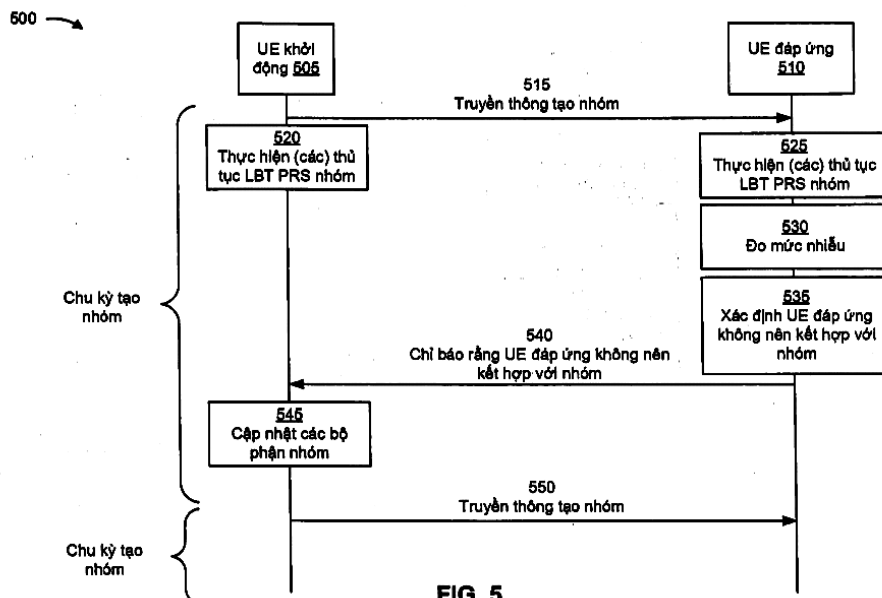 500
UE khởi
động 505
UE đáp ứng
510
515
Truyền thông tạo nhóm
520
Thực hiện (các) thủ
tục LBT PRS nhóm
525
Thực hiện (các) thủ tục
LBT PRS nhóm
530
Đo mức nhiễu
Chu kỳ tạo
nhóm
535
Xác định UE đáp ứng
không nên kết hợp với
nhóm
540
Chỉ báo rằng UE đáp ứng không nên
kết hợp với nhóm
545
Cập nhật các bộ
phận nhóm
550
Truyền thông tạo nhóm
Chu kỳ tạo
nhóm
FIG. 5